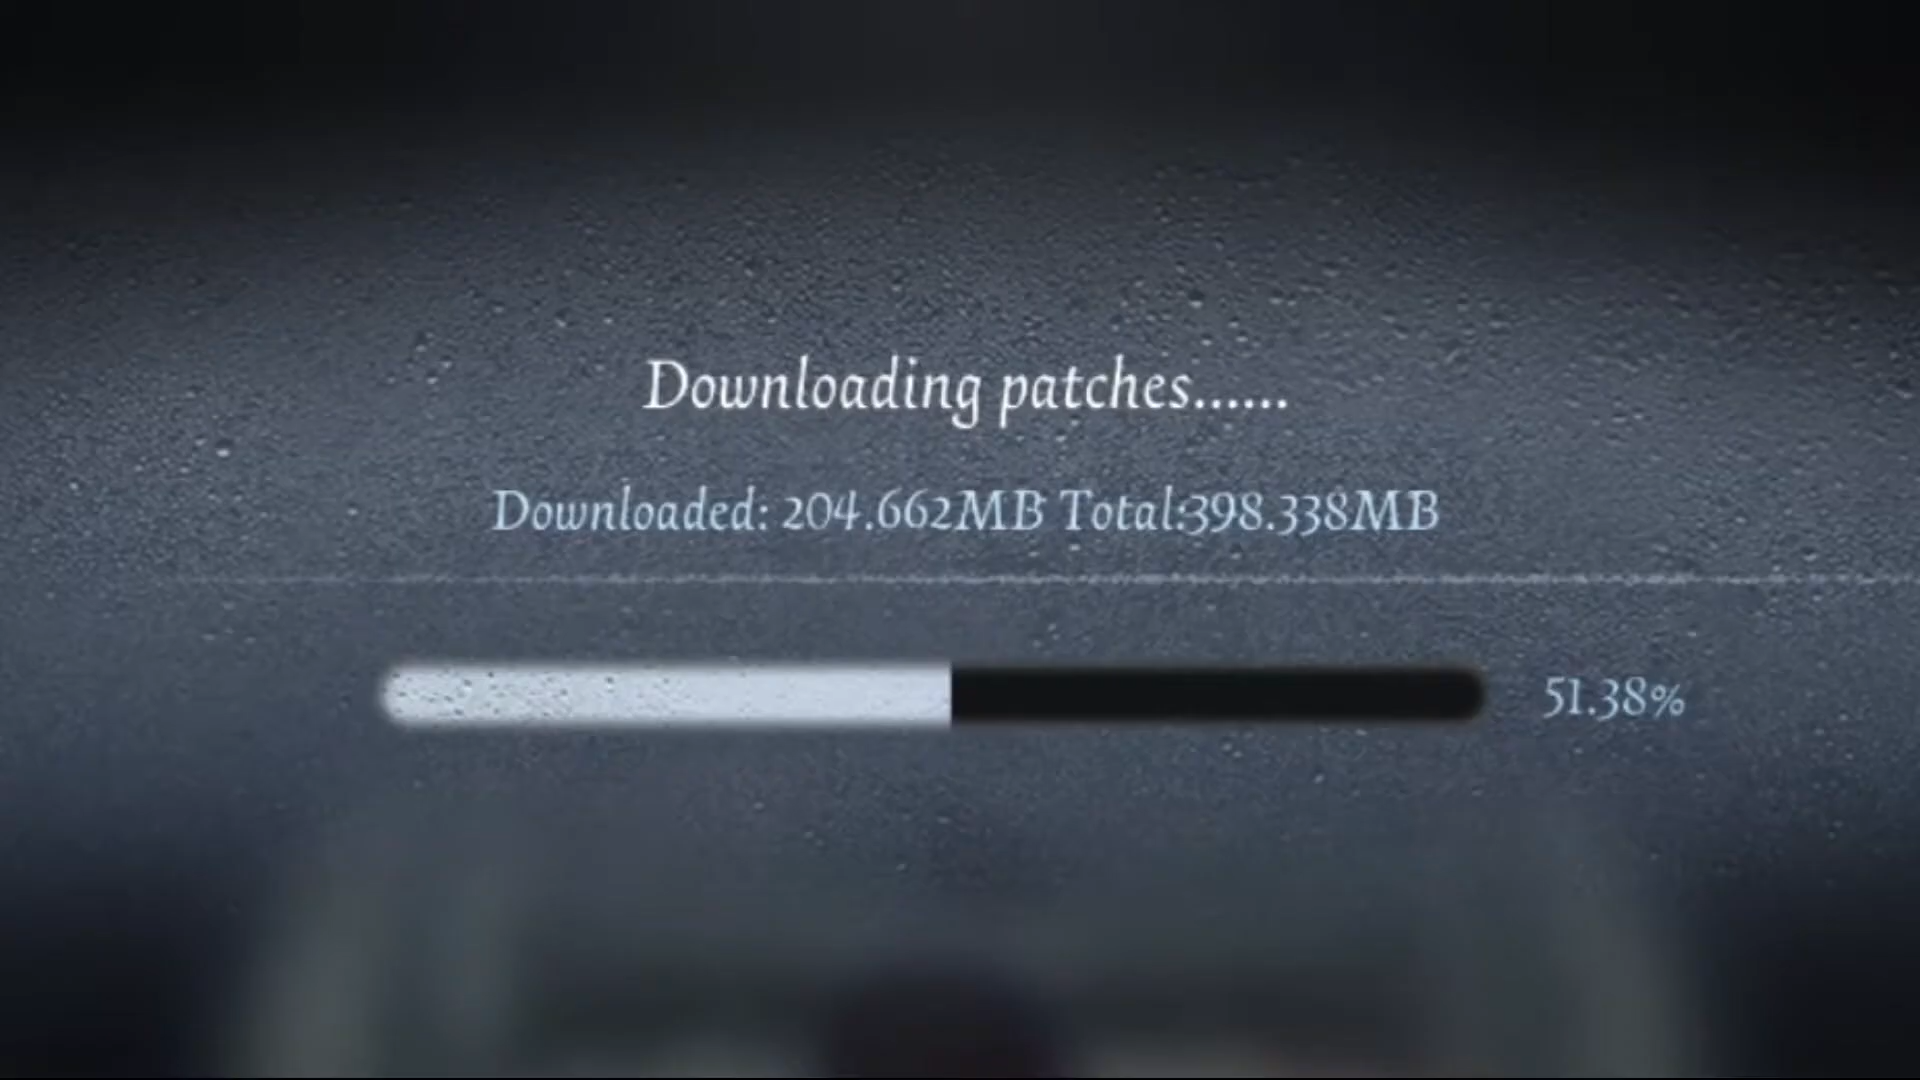 Downloading patches......
Downloaded: 204.662MB Total:398.338MB
51.38%